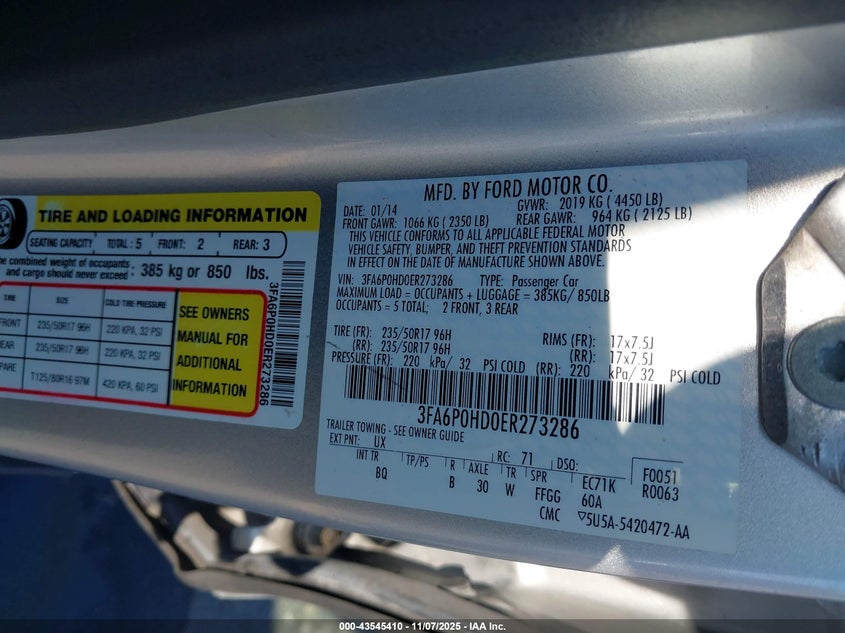 TIRE AND LOADING INFORMATION
SEATING CAPACITY TOTAL : 5 FRONT: 2 REAR: 3
The combined weight of occupants and cargo should never exceed : 385 kg or 850 lbs.
TIRE SIZE COLD TIRE PRESSURE
FRONT 235/50R17 96H 220 KPA, 32 PSI
REAR 235/50R17 96H 220 KPA, 32 PSI
SPARE T125/80R16 97M 420 KPA, 60 PSI
SEE OWNERS
MANUAL FOR
ADDITIONAL
INFORMATION
3FA6P0HD0ER273286
MFD. BY FORD MOTOR CO.
DATE: 01/14 GVWR: 2019 KG ( 4450 LB)
FRONT GAWR: 1066 KG ( 2350 LB) REAR GAWR: 964 KG ( 2125 LB)
THIS VEHICLE CONFORMS TO ALL APPLICABLE FEDERAL MOTOR
VEHICLE SAFETY, BUMPER, AND THEFT PREVENTION STANDARDS
IN EFFECT ON THE DATE OF MANUFACTURE SHOWN ABOVE.
VIN: 3FA6P0HD0ER273286 TYPE: Passenger Car
MAXIMUM LOAD = OCCUPANTS + LUGGAGE = 385KG/ 850LB
OCCUPANTS = 5 TOTAL; 2 FRONT, 3 REAR
TIRE (FR): 235/50R17 96H RIMS (FR): 17x7.5J
(RR): 235/50R17 96H (RR): 17x7.5J
PRESSURE (FR): 220 kPa/ 32 PSI COLD (RR): 220 kPa/ 32 PSI COLD
3FA6P0HD0ER273286
TRAILER TOWING - SEE OWNER GUIDE
EXT PNT: UX RC: 71 DSO: F0051
INT TR TP/PS R AXLE TR SPR EC71K R0063
BQ B 30 W FFGG 60A
CMC ▽5U5A-5420472-AA
000-43545410 - 11/07/2025 - IAA Inc.